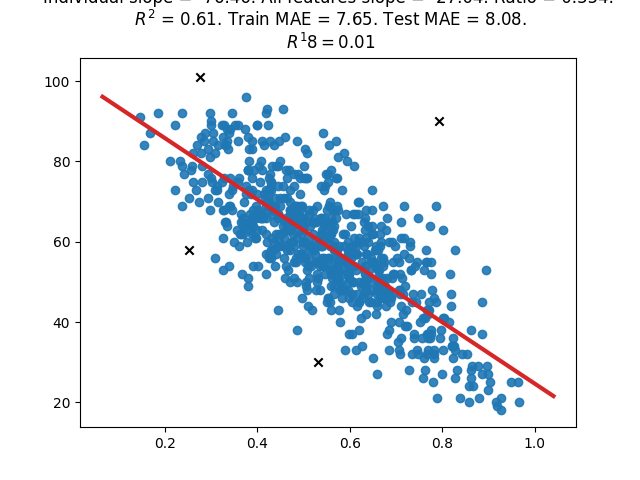 Individual slope = -76.46. All features slope = -27.04. Ratio = 0.354.
R² = 0.61. Train MAE = 7.65. Test MAE = 8.08.
R¹8 = 0.01
100
80
60
40
20
0.2 0.4 0.6 0.8 1.0